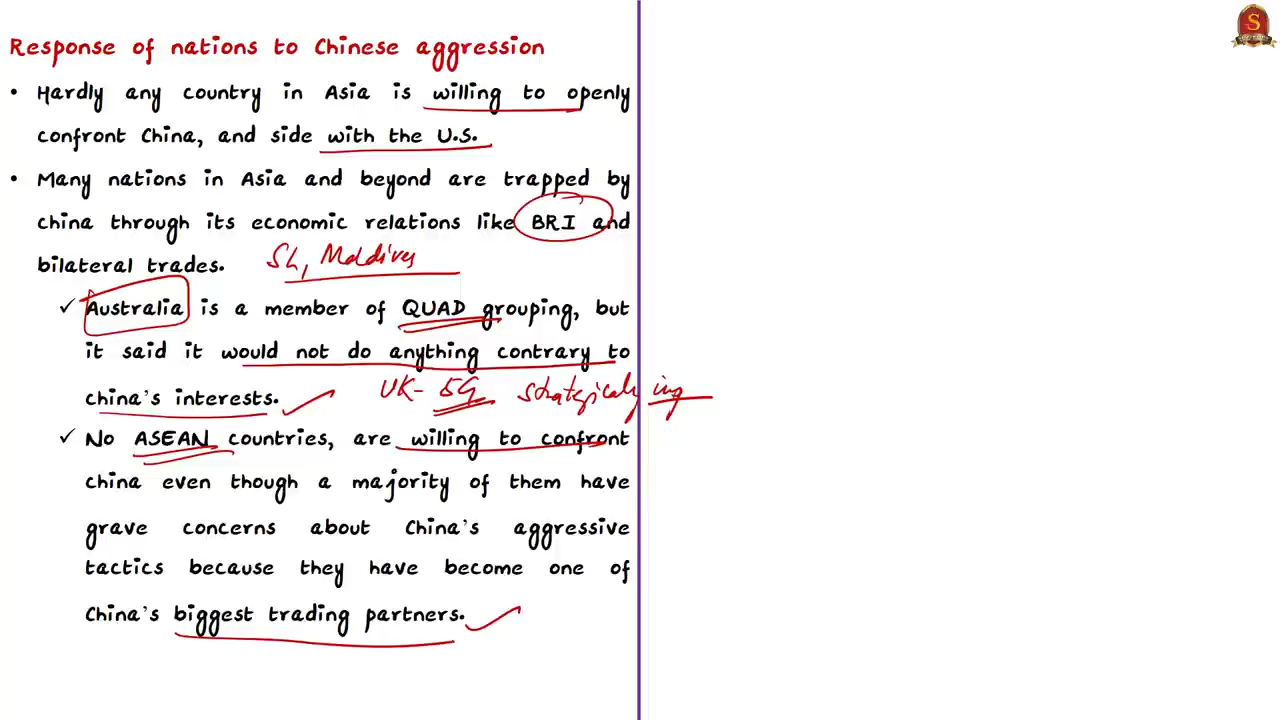 Response of nations to Chinese aggression
• Hardly any country in Asia is willing to openly
confront China, and side with the U.S.
• Many nations in Asia and beyond are trapped by
china through its economic relations like BRI and
bilateral trades. SL, Maldives
✓ Australia is a member of QUAD grouping, but
it said it would not do anything contrary to
china's interests. UK- 5G strategically
✓ No ASEAN countries, are willing to confront
china even though a majority of them have
grave concerns about China's aggressive
tactics because they have become one of
China's biggest trading partners.
S